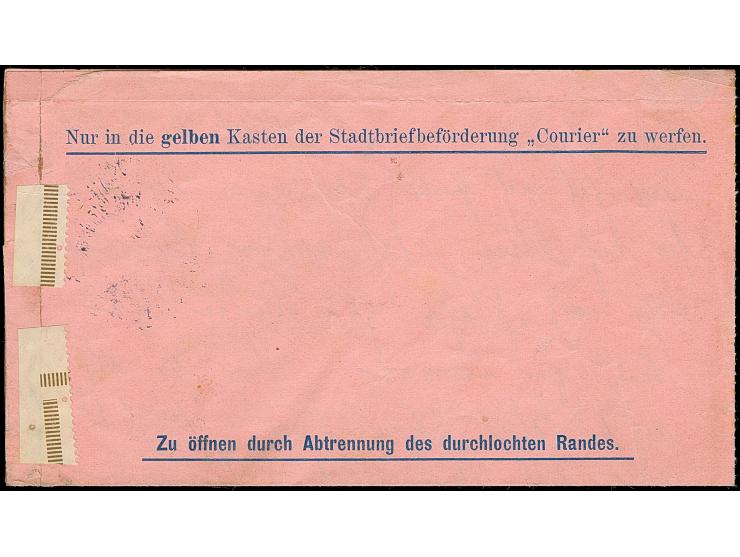 Nur in die gelben Kasten der Stadtbriefbeförderung „Courier“ zu werfen.
Zu öffnen durch Abtrennung des durchlochten Randes.